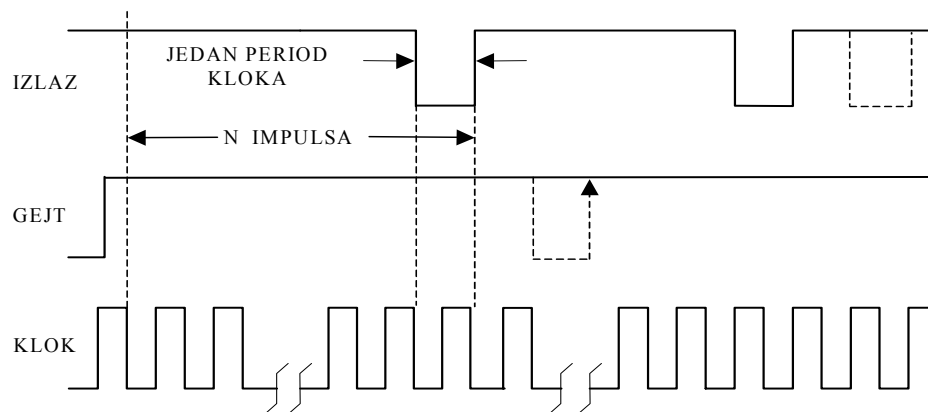 JEDAN PERIOD
KLOKA
IZLAZ
N IMPULSA
GEJT
KLOK